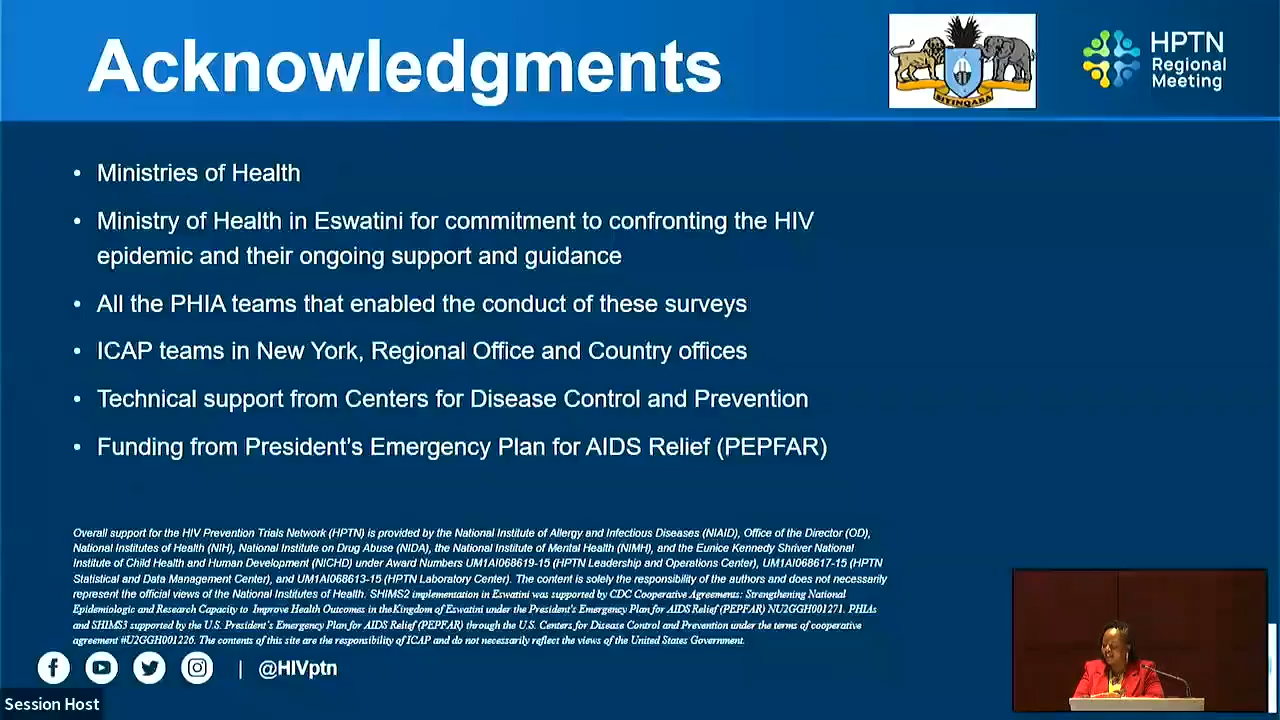 Acknowledgments
SIYINQABA
HPTN
Regional
Meeting
• Ministries of Health
• Ministry of Health in Eswatini for commitment to confronting the HIV
epidemic and their ongoing support and guidance
• All the PHIA teams that enabled the conduct of these surveys
• ICAP teams in New York, Regional Office and Country offices
• Technical support from Centers for Disease Control and Prevention
• Funding from President's Emergency Plan for AIDS Relief (PEPFAR)
Overall support for the HIV Prevention Trials Network (HPTN) is provided by the National Institute of Allergy and Infectious Diseases (NIAID), Office of the Director (OD),
National Institutes of Health (NIH), National Institute on Drug Abuse (NIDA), the National Institute of Mental Health (NIMH), and the Eunice Kennedy Shriver National
Institute of Child Health and Human Development (NICHD) under Award Numbers UM1AI068619-15 (HPTN Leadership and Operations Center), UM1AI068617-15 (HPTN
Statistical and Data Management Center), and UM1AI068613-15 (HPTN Laboratory Center). The content is solely the responsibility of the authors and does not necessarily
represent the official views of the National Institutes of Health. SHIMS2 implementation in Eswatini was supported by CDC Cooperative Agreements: Strengthening National
Epidemiologic and Research Capacity to Improve Health Outcomes in the Kingdom of Eswatini under the President's Emergency Plan for AIDS Relief (PEPFAR) NU2GGH001271. PHIAs
and SHIMS3 supported by the U.S. President's Emergency Plan for AIDS Relief (PEPFAR) through the U.S. Centers for Disease Control and Prevention under the terms of cooperative
agreement #U2GGH001226. The contents of this site are the responsibility of ICAP and do not necessarily reflect the views of the United States Government.
| @HIVptn
Session Host